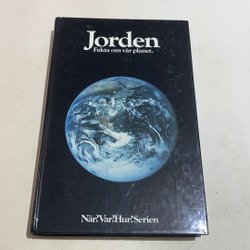 Jorden
Fakta om vår planet.
När?Var?Hur?Serien